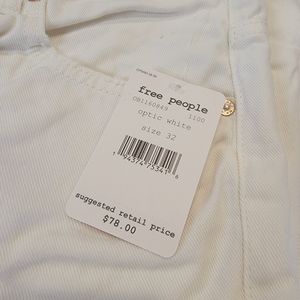 free people
OB1160849 1100
optic white
size 32
suggested retail price
$78.00